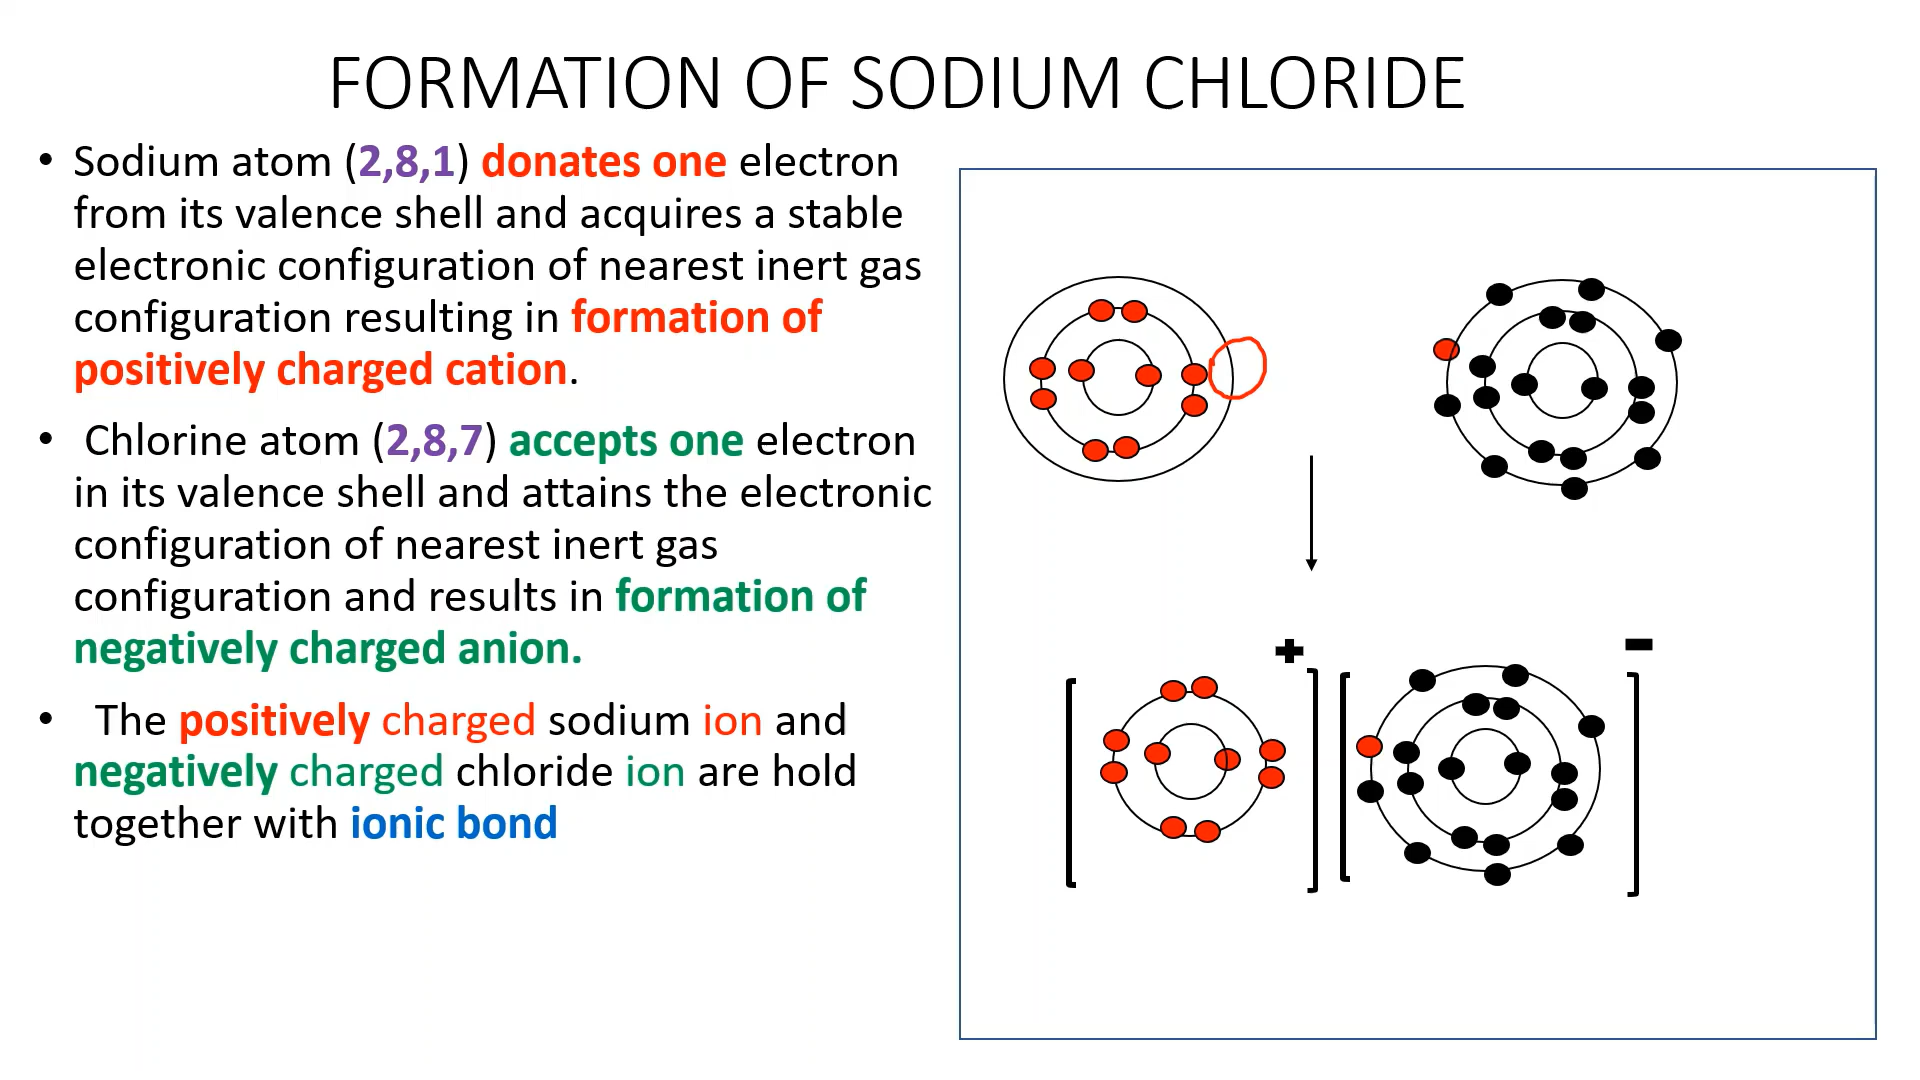 FORMATION OF SODIUM CHLORIDE
• Sodium atom (2,8,1) donates one electron
from its valence shell and acquires a stable
electronic configuration of nearest inert gas
configuration resulting in formation of
positively charged cation.
• Chlorine atom (2,8,7) accepts one electron
in its valence shell and attains the electronic
configuration of nearest inert gas
configuration and results in formation of
negatively charged anion.
• The positively charged sodium ion and
negatively charged chloride ion are hold
together with ionic bond
+
-